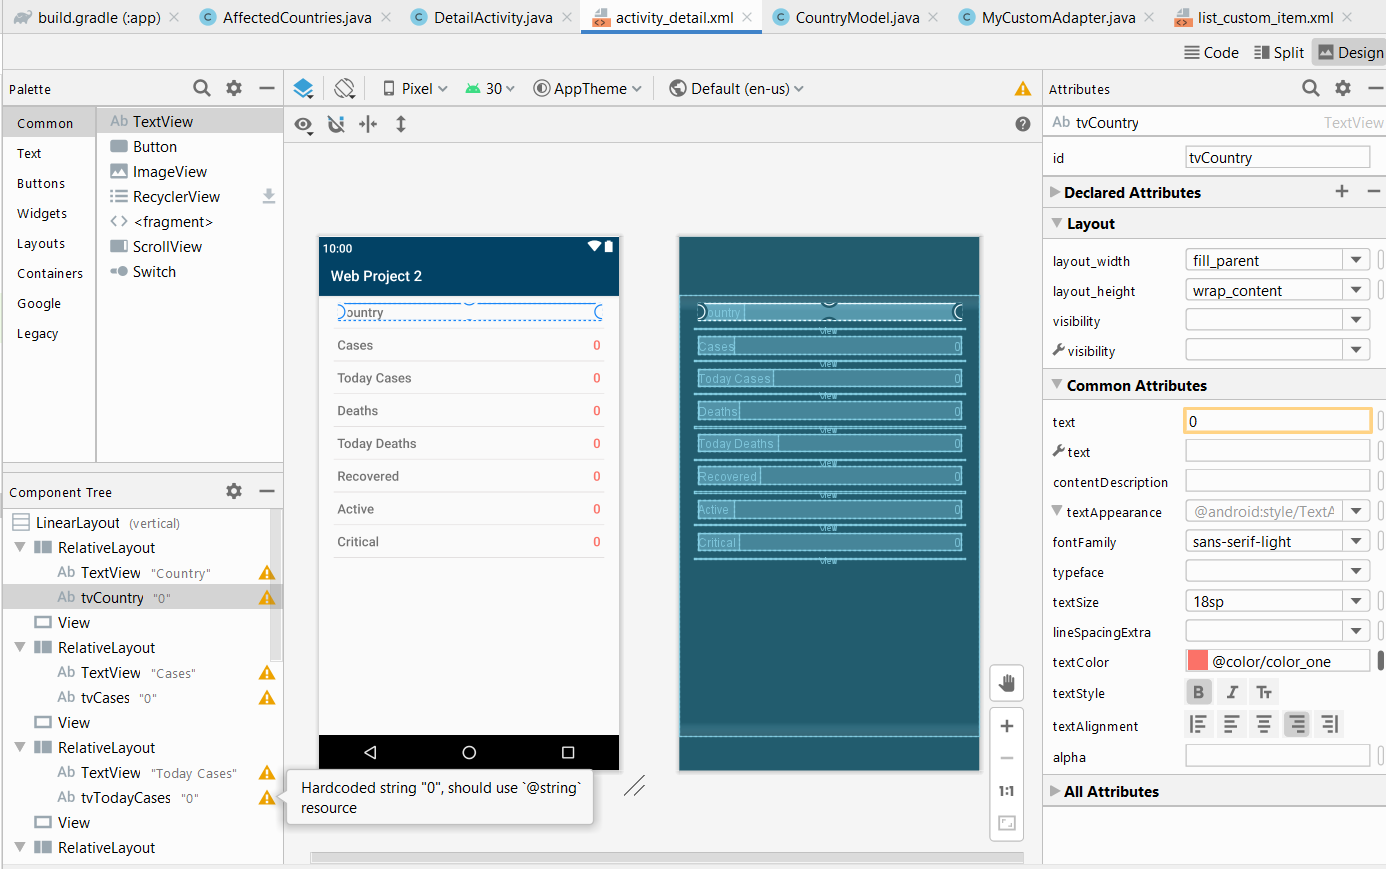 build.gradle (:app)
AffectedCountries.java
DetailActivity.java
activity_detail.xml
CountryModel.java
MyCustomAdapter.java
list_custom_item.xml
Code
Split
Design
Palette
Common
Text
Buttons
Widgets
Layouts
Containers
Google
Legacy
Ab TextView
Button
ImageView
RecyclerView
<fragment>
ScrollView
Switch
Component Tree
LinearLayout (vertical)
RelativeLayout
Ab TextView "Country"
Ab tvCountry "0"
View
RelativeLayout
Ab TextView "Cases"
Ab tvCases "0"
View
RelativeLayout
Ab TextView "Today Cases"
Ab tvTodayCases "0"
View
RelativeLayout
Pixel
30
AppTheme
Default (en-us)
10:00
Web Project 2
ountry
Cases 0
Today Cases 0
Deaths 0
Today Deaths 0
Recovered 0
Active 0
Critical 0
ountry
View
Cases 0
View
Today Cases 0
View
Deaths 0
View
Today Deaths 0
View
Recovered 0
View
Active 0
View
Critical 0
View
Hardcoded string "0", should use `@string`
resource
1:1
Attributes
Ab tvCountry TextView
id tvCountry
Declared Attributes
Layout
layout_width fill_parent
layout_height wrap_content
visibility
visibility
Common Attributes
text 0
text
contentDescription
textAppearance @android:style/TextA
fontFamily sans-serif-light
typeface
textSize 18sp
lineSpacingExtra
textColor @color/color_one
textStyle B I Tт
textAlignment
alpha
All Attributes